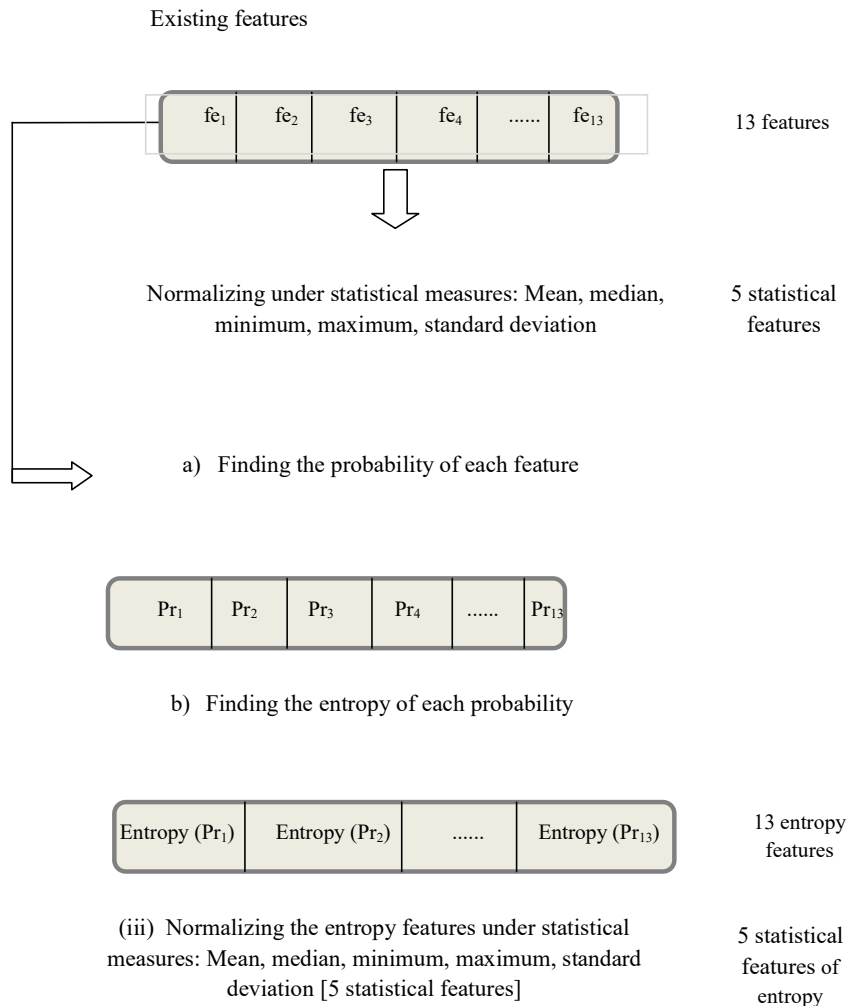 Existing features
fe₁ fe₂ fe₃ fe₄ ...... fe₁₃
13 features
Normalizing under statistical measures: Mean, median,
minimum, maximum, standard deviation
5 statistical
features
a) Finding the probability of each feature
Pr₁ Pr₂ Pr₃ Pr₄ ...... Pr₁₃
b) Finding the entropy of each probability
Entropy (Pr₁) Entropy (Pr₂) ...... Entropy (Pr₁₃)
13 entropy
features
(iii) Normalizing the entropy features under statistical
measures: Mean, median, minimum, maximum, standard
deviation [5 statistical features]
5 statistical
features of
entropy